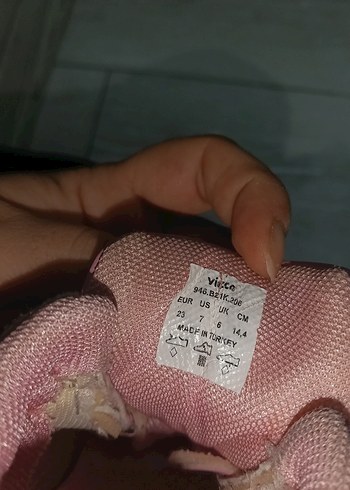 vicco
946.B21K.206
EUR US UK CM
23 7 6 14,4
MADE IN TURKEY